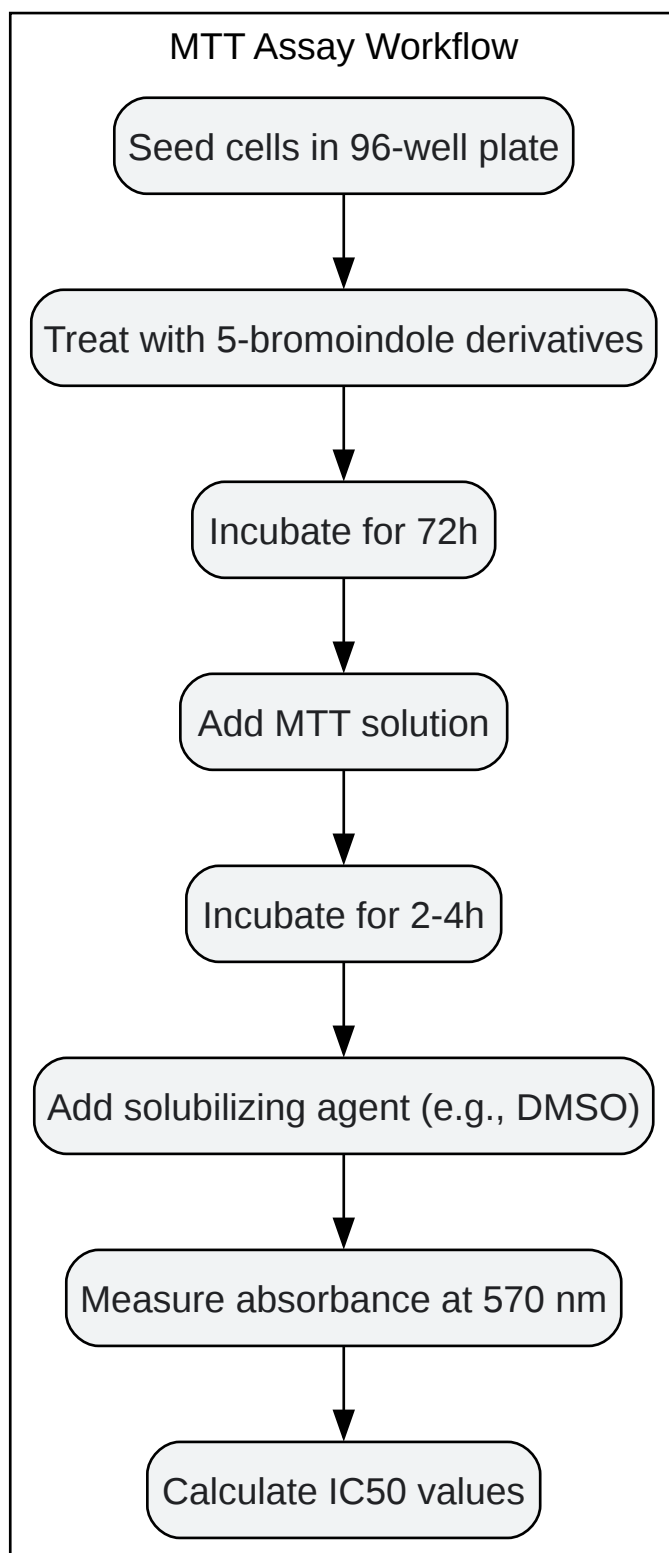 MTT Assay Workflow
Seed cells in 96-well plate
Treat with 5-bromoindole derivatives
Incubate for 72h
Add MTT solution
Incubate for 2-4h
Add solubilizing agent (e.g., DMSO)
Measure absorbance at 570 nm
Calculate IC50 values